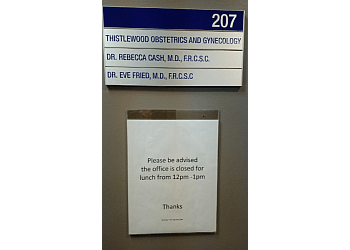 207
THISTLEWOOD OBSTETRICS AND GYNECOLOGY
DR. REBECCA CASH, M.D., F.R.C.S.C.
DR. EVE FRIED, M.D., F.R.C.S.C
Please be advised
the office is closed for
lunch from 12pm -1pm
Thanks